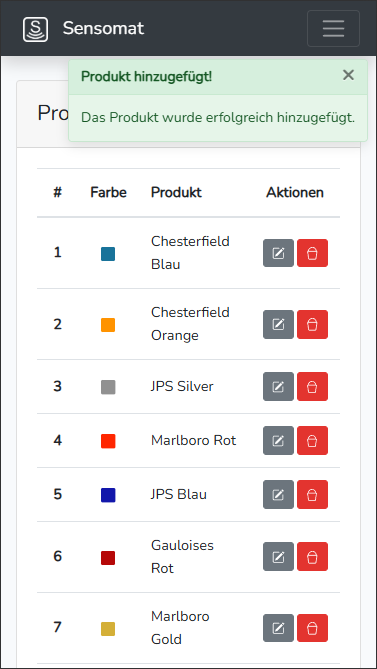 S Sensomat
Produkt hinzugefügt! ×
Das Produkt wurde erfolgreich hinzugefügt.
Pro
# Farbe Produkt Aktionen
1 Chesterfield
Blau
2 Chesterfield
Orange
3 JPS Silver
4 Marlboro Rot
5 JPS Blau
6 Gauloises
Rot
7 Marlboro
Gold